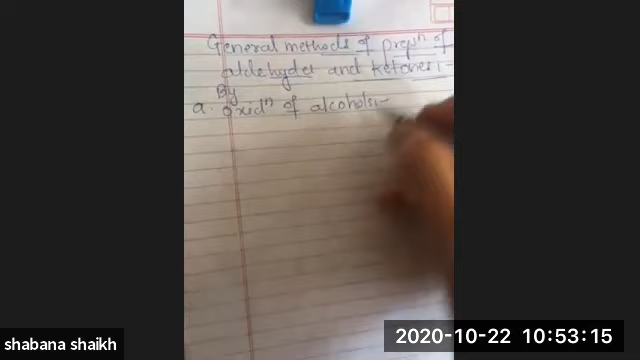 General methods of prepn of
aldehydes and ketones:-
By
a. oxidn of alcohols:-
shabana shaikh
2020-10-22 10:53:15